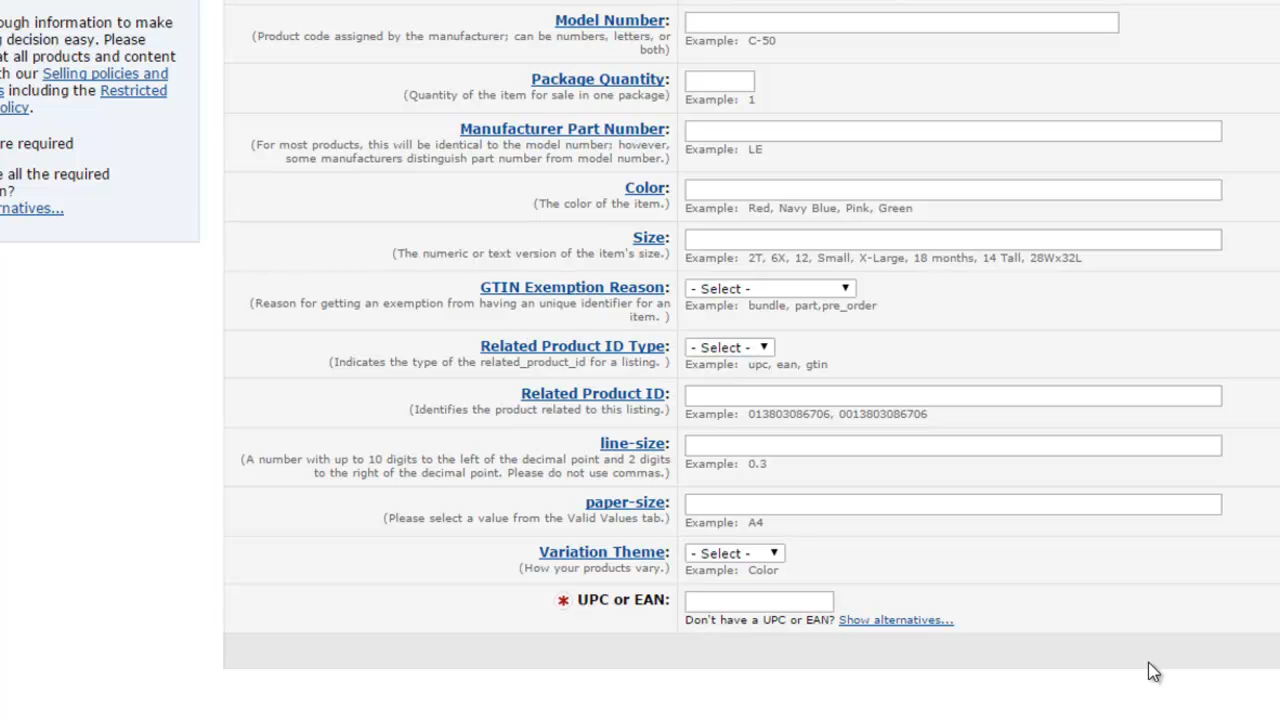 ough information to make
g decision easy. Please
at all products and content
th our Selling policies and
s including the Restricted
olicy.
re required
e all the required
n?
rnatives...
Model Number:
(Product code assigned by the manufacturer; can be numbers, letters, or
both)
Example: C-50
Package Quantity:
(Quantity of the item for sale in one package)
Example: 1
Manufacturer Part Number:
(For most products, this will be identical to the model number; however,
some manufacturers distinguish part number from model number.)
Example: LE
Color:
(The color of the item.)
Example: Red, Navy Blue, Pink, Green
Size:
(The numeric or text version of the item's size.)
Example: 2T, 6X, 12, Small, X-Large, 18 months, 14 Tall, 28Wx32L
GTIN Exemption Reason:
(Reason for getting an exemption from having an unique identifier for an
item. )
- Select -
Example: bundle, part,pre_order
Related Product ID Type:
(Indicates the type of the related_product_id for a listing. )
- Select -
Example: upc, ean, gtin
Related Product ID:
(Identifies the product related to this listing.)
Example: 013803086706, 0013803086706
line-size:
(A number with up to 10 digits to the left of the decimal point and 2 digits
to the right of the decimal point. Please do not use commas.)
Example: 0.3
paper-size:
(Please select a value from the Valid Values tab.)
Example: A4
Variation Theme:
(How your products vary.)
- Select -
Example: Color
* UPC or EAN:
Don't have a UPC or EAN? Show alternatives...